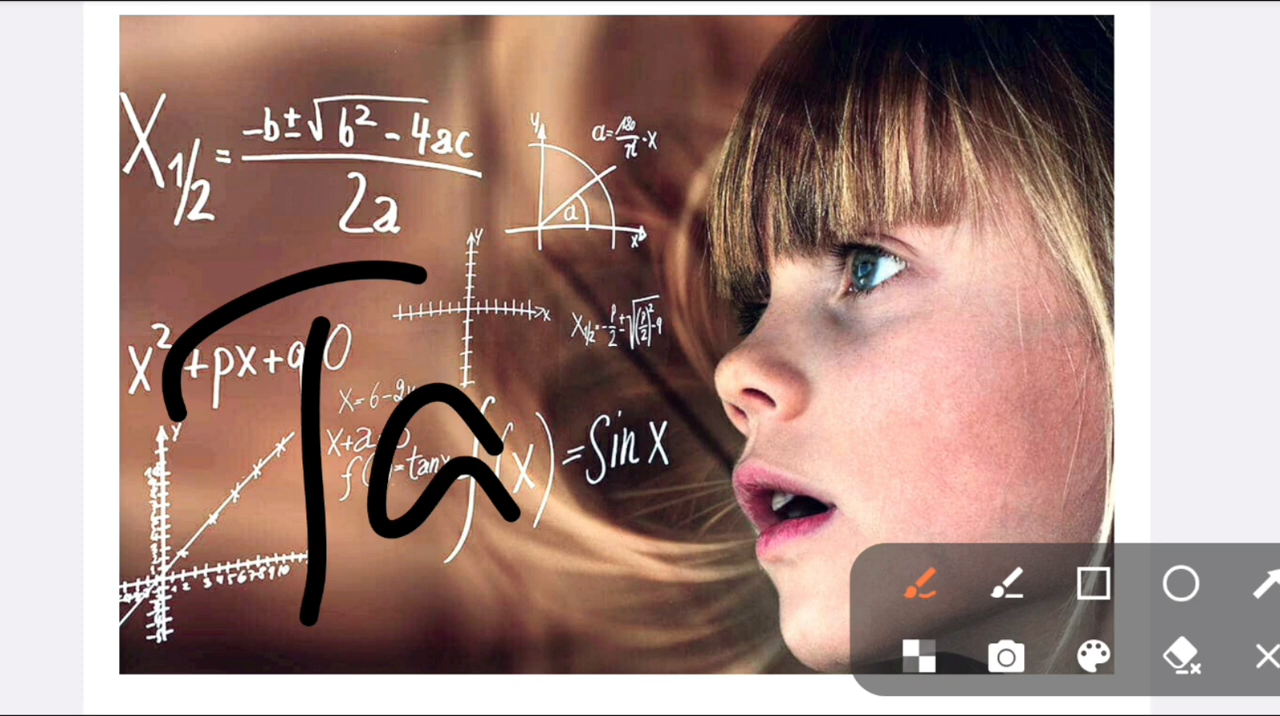 X₁/₂ = -b±√b² - 4ac / 2a
y
a = 180/π · x
a
x
y
x
X₁/₂ = -p/2 ± √(p/2)² - q
x² + px + q 0
x = 6 - 2
x + a
= tan x
f(x) = sin x
y
Ta